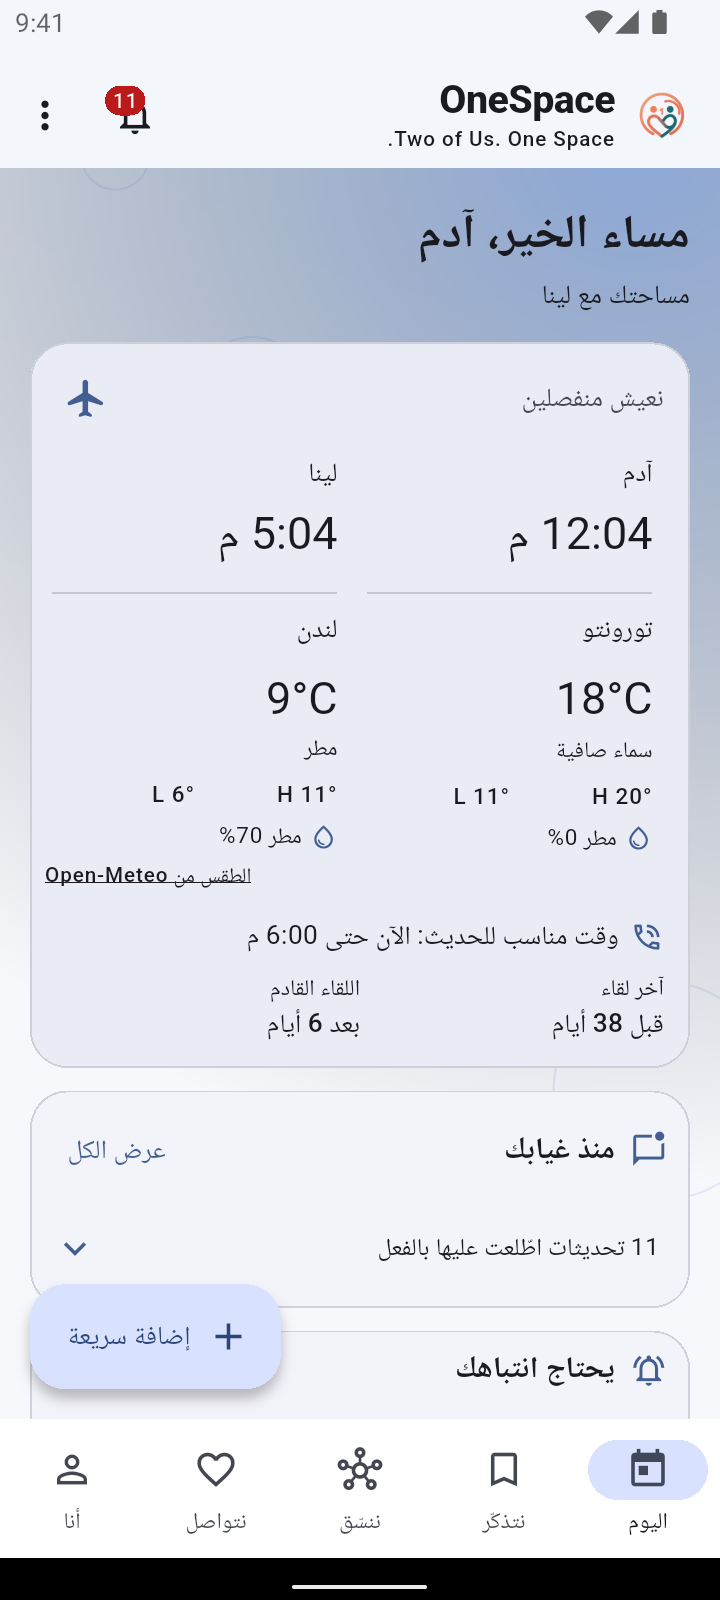 9:41
OneSpace
Two of Us. One Space.
11
مساء الخير، آدم
مساحتك مع لينا
نعيش منفصلين
آدم
12:04 م
تورونتو
18°C
سماء صافية
H 20° L 11°
مطر 0%
لينا
5:04 م
لندن
9°C
مطر
H 11° L 6°
مطر 70%
الطقس من Open-Meteo
وقت مناسب للحديث: الآن حتى 6:00 م
آخر لقاء
قبل 38 أيام
اللقاء القادم
بعد 6 أيام
منذ غيابك
عرض الكل
11 تحديثات اطّلعت عليها بالفعل
يحتاج انتباهك
إضافة سريعة
اليوم
نتذكّر
ننسّق
نتواصل
أنا